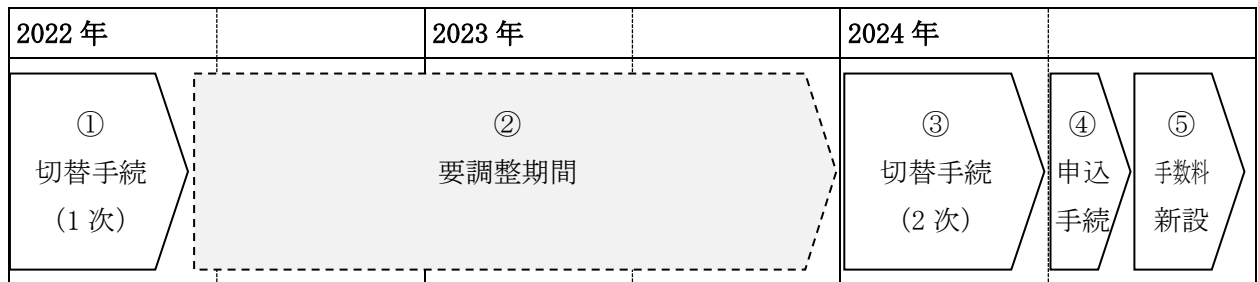 2022 年
2023 年
2024 年
①
切替手続
(1 次)
②
要調整期間
③
切替手続
(2 次)
④
申込
手続
⑤
手数料
新設